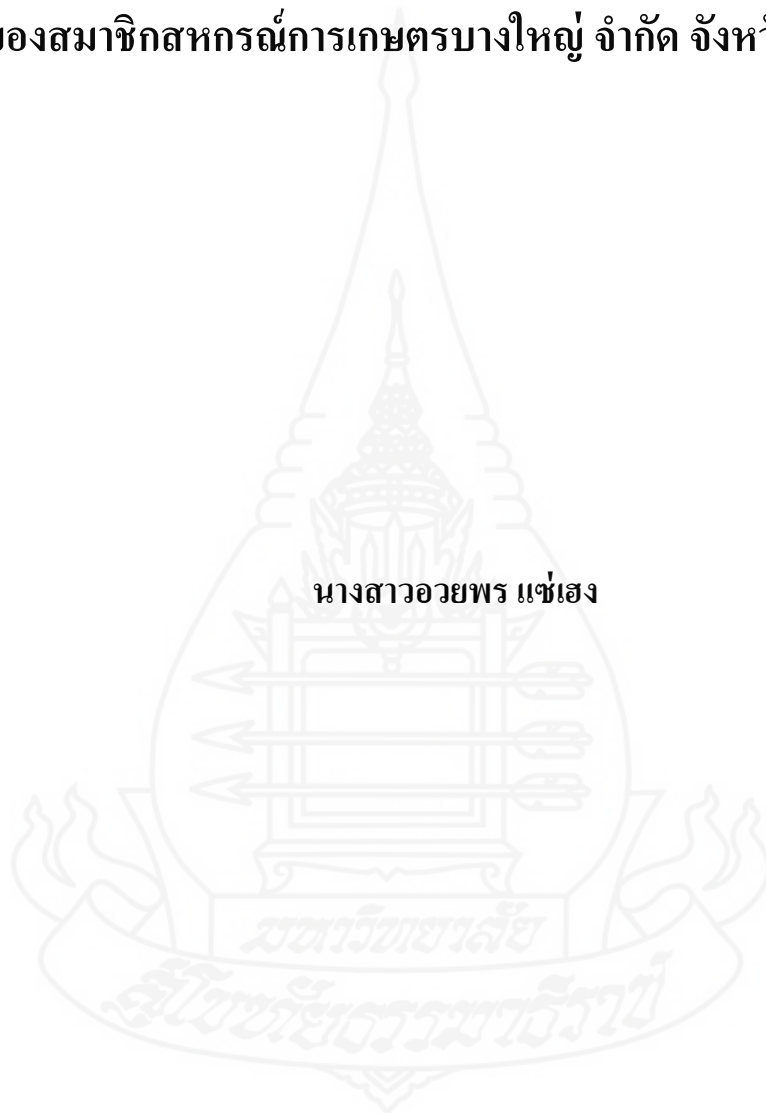 ของสมาชิกสหกรณ์การเกษตรบางใหญ่ จำกัด จังหวั
นางสาวอวยพร แซ่เฮง
มหาวิทยาลัย
สุโขทัยธรรมาธิราช